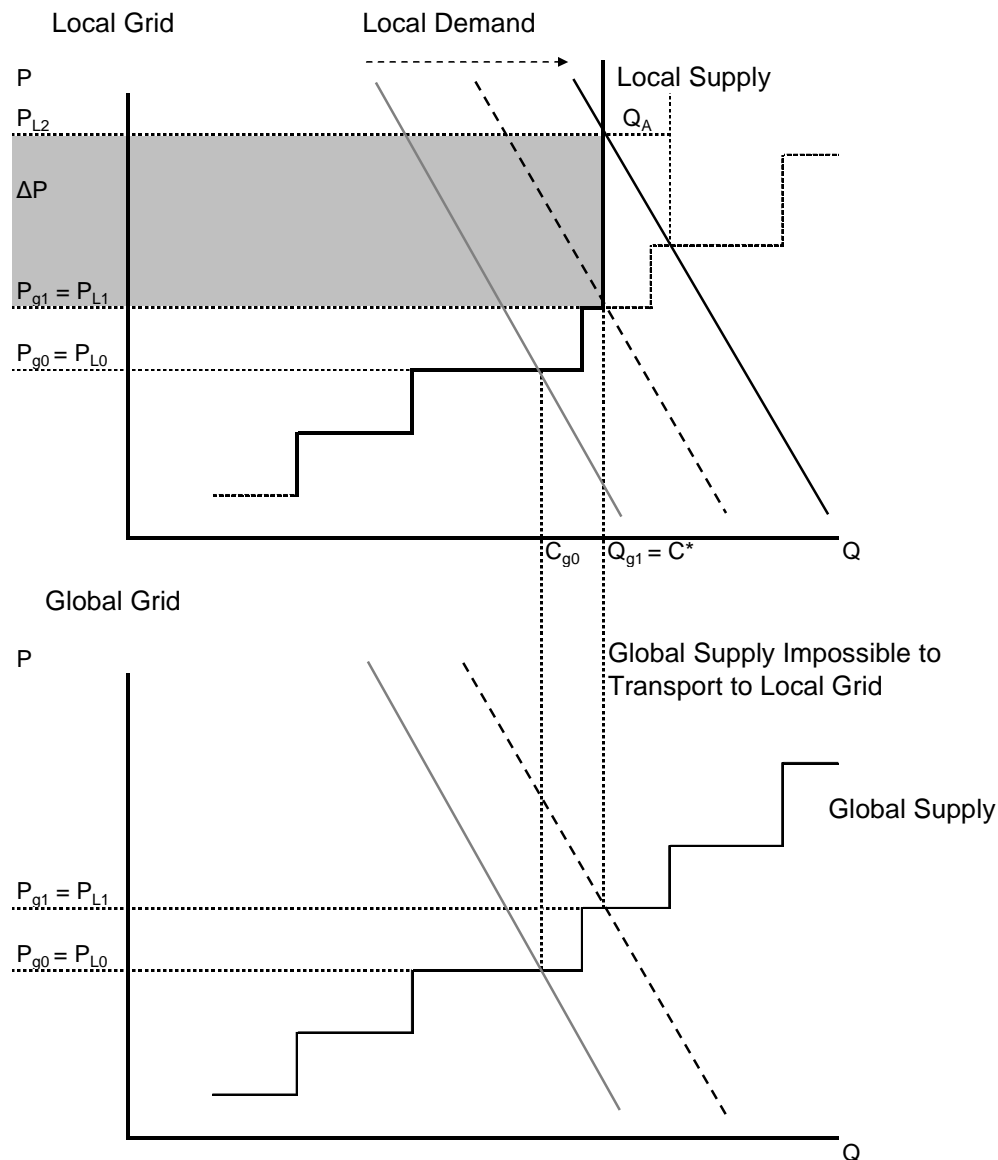 Local Grid
Local Demand
P
Local Supply
P_L2
Q_A
ΔP
P_g1 = P_L1
P_g0 = P_L0
C_g0
Q_g1 = C*
Q
Global Grid
P
Global Supply Impossible to
Transport to Local Grid
Global Supply
P_g1 = P_L1
P_g0 = P_L0
Q